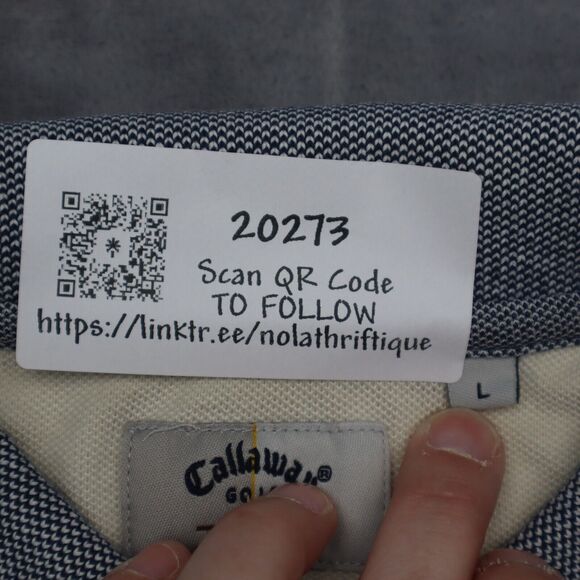 20273
Scan QR Code
TO FOLLOW
https://linktr.ee/nolathriftique
L
Callaway®